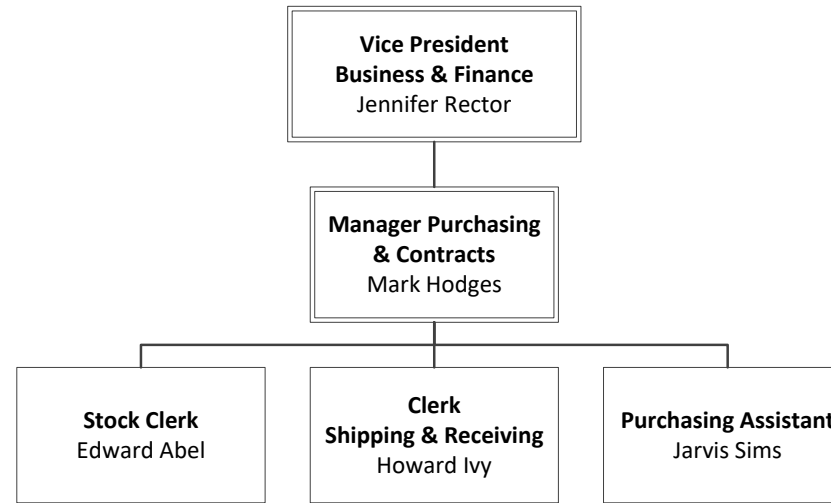 Vice President
Business & Finance
Jennifer Rector
Manager Purchasing
& Contracts
Mark Hodges
Stock Clerk
Edward Abel
Clerk
Shipping & Receiving
Howard Ivy
Purchasing Assistant
Jarvis Sims